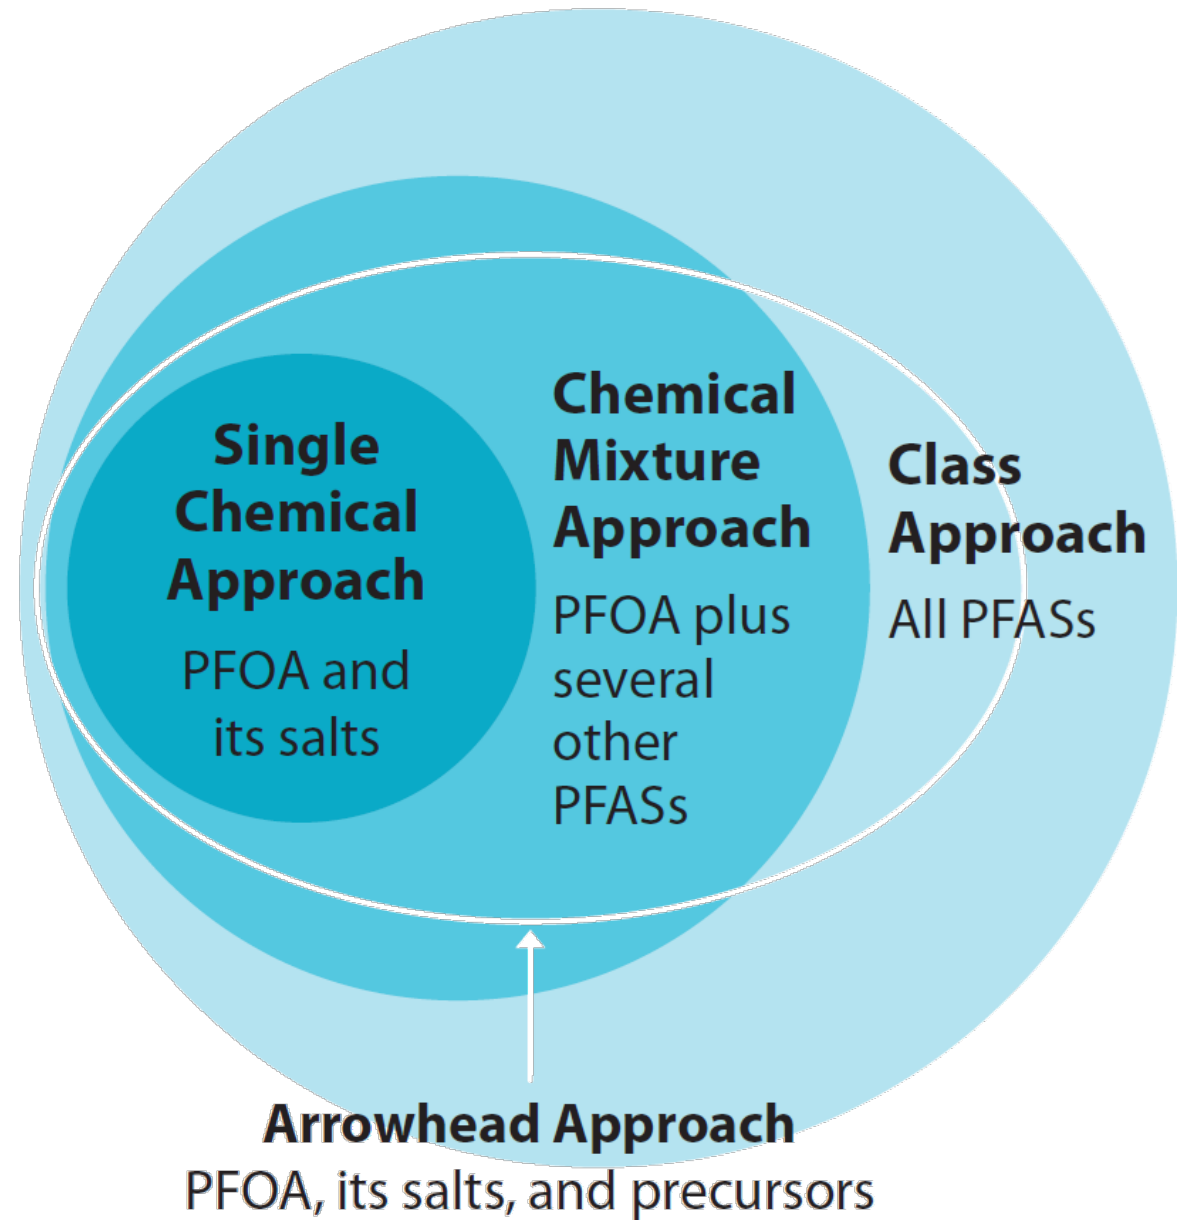 Single
Chemical
Approach
PFOA and
its salts
Chemical
Mixture
Approach
PFOA plus
several
other
PFASs
Class
Approach
All PFASs
Arrowhead Approach
PFOA, its salts, and precursors